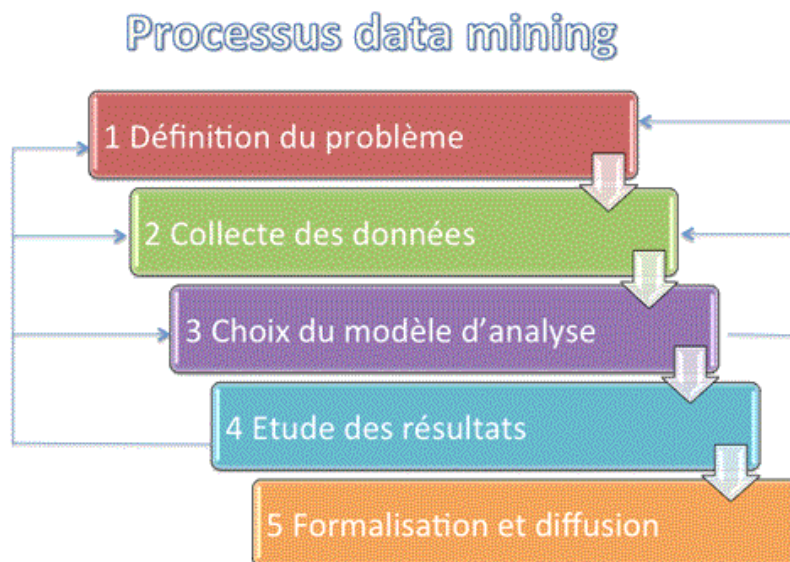 Processus data mining
1 Définition du problème
2 Collecte des données
3 Choix du modèle d'analyse
4 Etude des résultats
5 Formalisation et diffusion